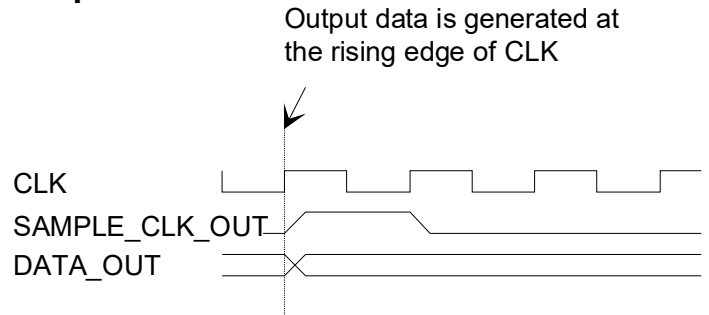 Output data is generated at
the rising edge of CLK
CLK
SAMPLE_CLK_OUT
DATA_OUT